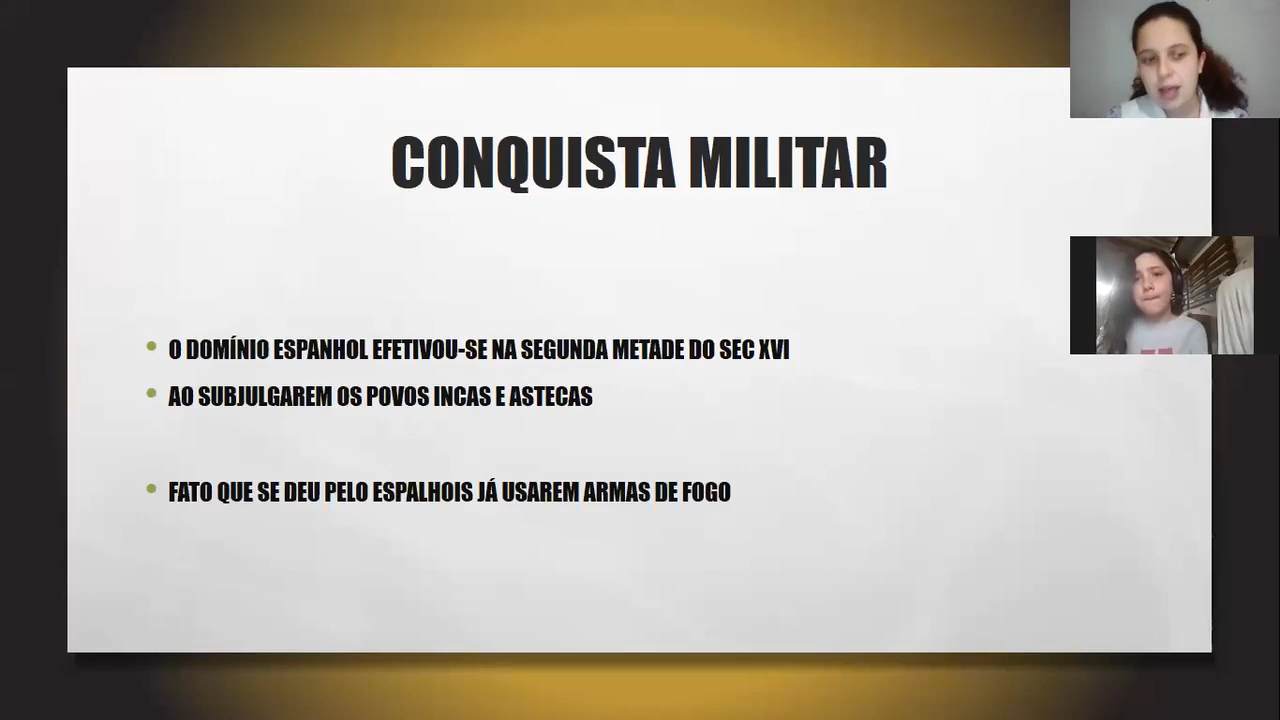 CONQUISTA MILITAR
• O DOMÍNIO ESPANHOL EFETIVOU-SE NA SEGUNDA METADE DO SEC XVI
• AO SUBJULGAREM OS POVOS INCAS E ASTECAS
• FATO QUE SE DEU PELO ESPALHOIS JÁ USAREM ARMAS DE FOGO